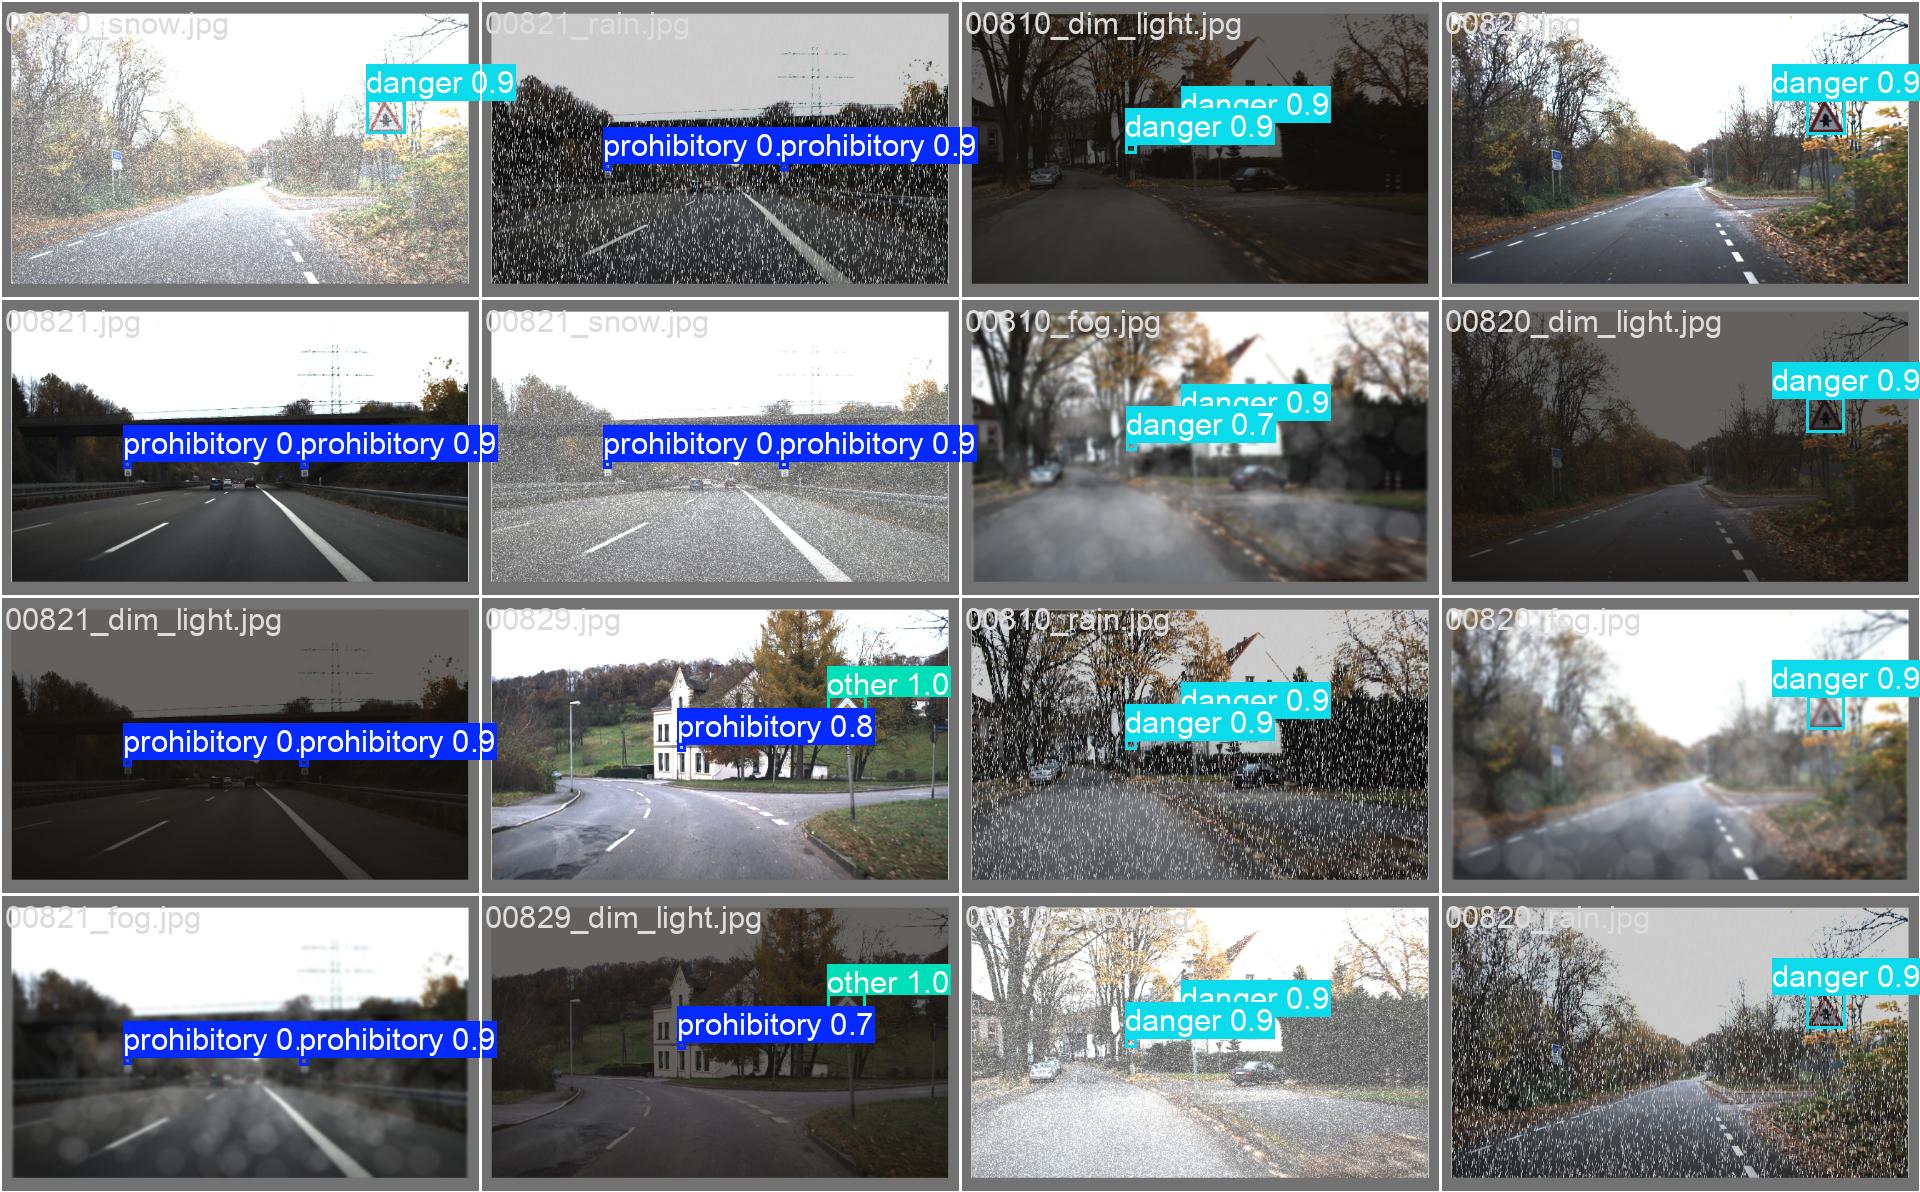 00820_snow.jpg
danger 0.9
00821_rain.jpg
prohibitory 0.
prohibitory 0.9
00810_dim_light.jpg
danger 0.9
danger 0.9
00820.jpg
danger 0.9
00821.jpg
prohibitory 0.
prohibitory 0.9
00821_snow.jpg
prohibitory 0.
prohibitory 0.9
00810_fog.jpg
danger 0.9
danger 0.7
00820_dim_light.jpg
danger 0.9
00821_dim_light.jpg
prohibitory 0.
prohibitory 0.9
00829.jpg
other 1.0
prohibitory 0.8
00810_rain.jpg
danger 0.9
danger 0.9
00820_fog.jpg
danger 0.9
00821_fog.jpg
prohibitory 0.
prohibitory 0.9
00829_dim_light.jpg
other 1.0
prohibitory 0.7
00810_snow.jpg
danger 0.9
danger 0.9
00820_rain.jpg
danger 0.9